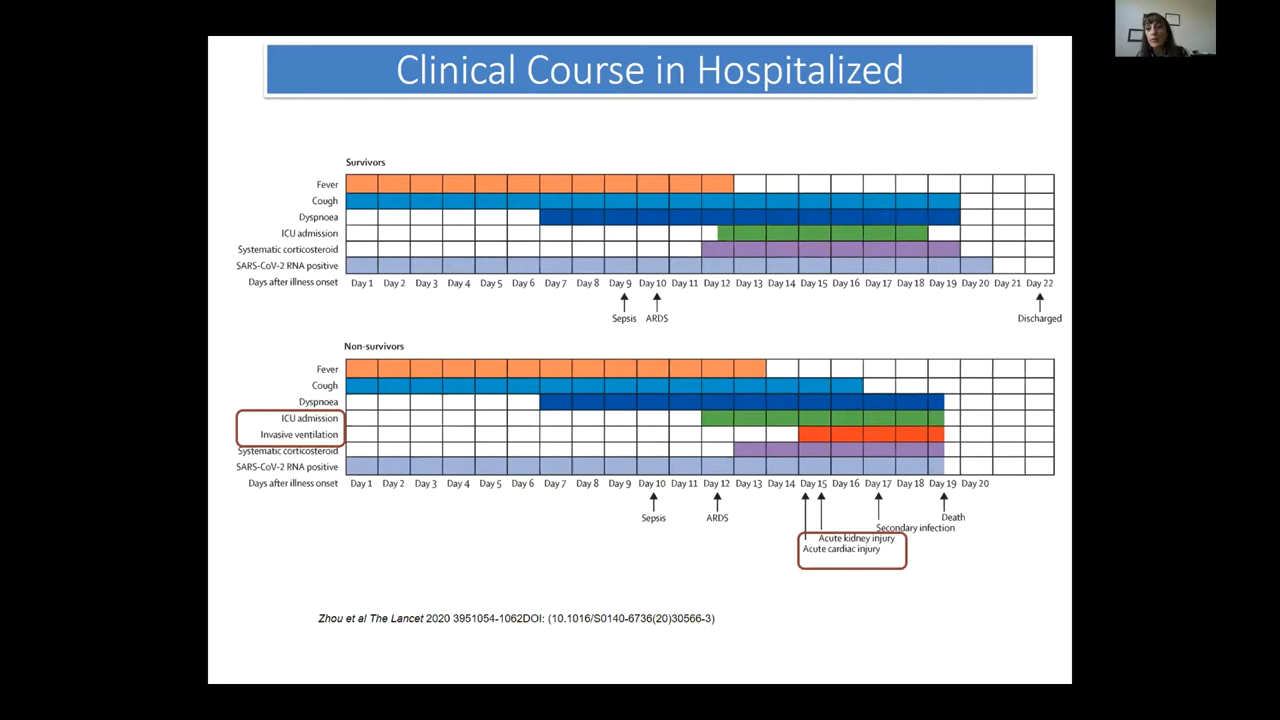 Clinical Course in Hospitalized
Survivors
Fever
Cough
Dyspnoea
ICU admission
Systematic corticosteroid
SARS-CoV-2 RNA positive
Days after illness onset Day 1 Day 2 Day 3 Day 4 Day 5 Day 6 Day 7 Day 8 Day 9 Day 10 Day 11 Day 12 Day 13 Day 14 Day 15 Day 16 Day 17 Day 18 Day 19 Day 20 Day 21 Day 22
Sepsis ARDS Discharged
Non-survivors
Fever
Cough
Dyspnoea
ICU admission
Invasive ventilation
Systematic corticosteroid
SARS-CoV-2 RNA positive
Days after illness onset Day 1 Day 2 Day 3 Day 4 Day 5 Day 6 Day 7 Day 8 Day 9 Day 10 Day 11 Day 12 Day 13 Day 14 Day 15 Day 16 Day 17 Day 18 Day 19 Day 20
Sepsis ARDS Death
Secondary infection
Acute kidney injury
Acute cardiac injury
Zhou et al The Lancet 2020 3951054-1062DOI: (10.1016/S0140-6736(20)30566-3)